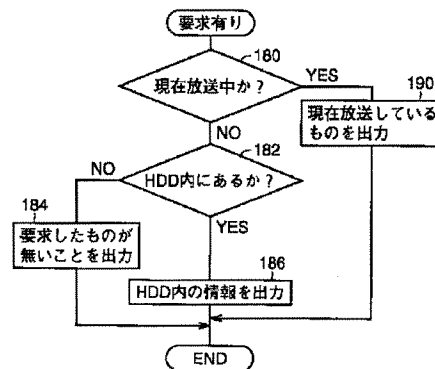 要求有り
180
現在放送中か?
YES
190
現在放送している
ものを出力
NO
182
HDD内にあるか?
NO
184
要求したものが
無いことを出力
YES
186
HDD内の情報を出力
END